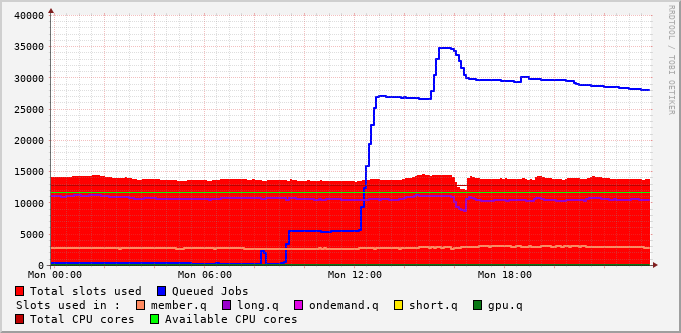 RRDTOOL / TOBI OETIKER
40000
35000
30000
25000
20000
15000
10000
5000
0
Mon 00:00 Mon 06:00 Mon 12:00 Mon 18:00
Total slots used Queued Jobs
Slots used in : member.q long.q ondemand.q short.q gpu.q
Total CPU cores Available CPU cores